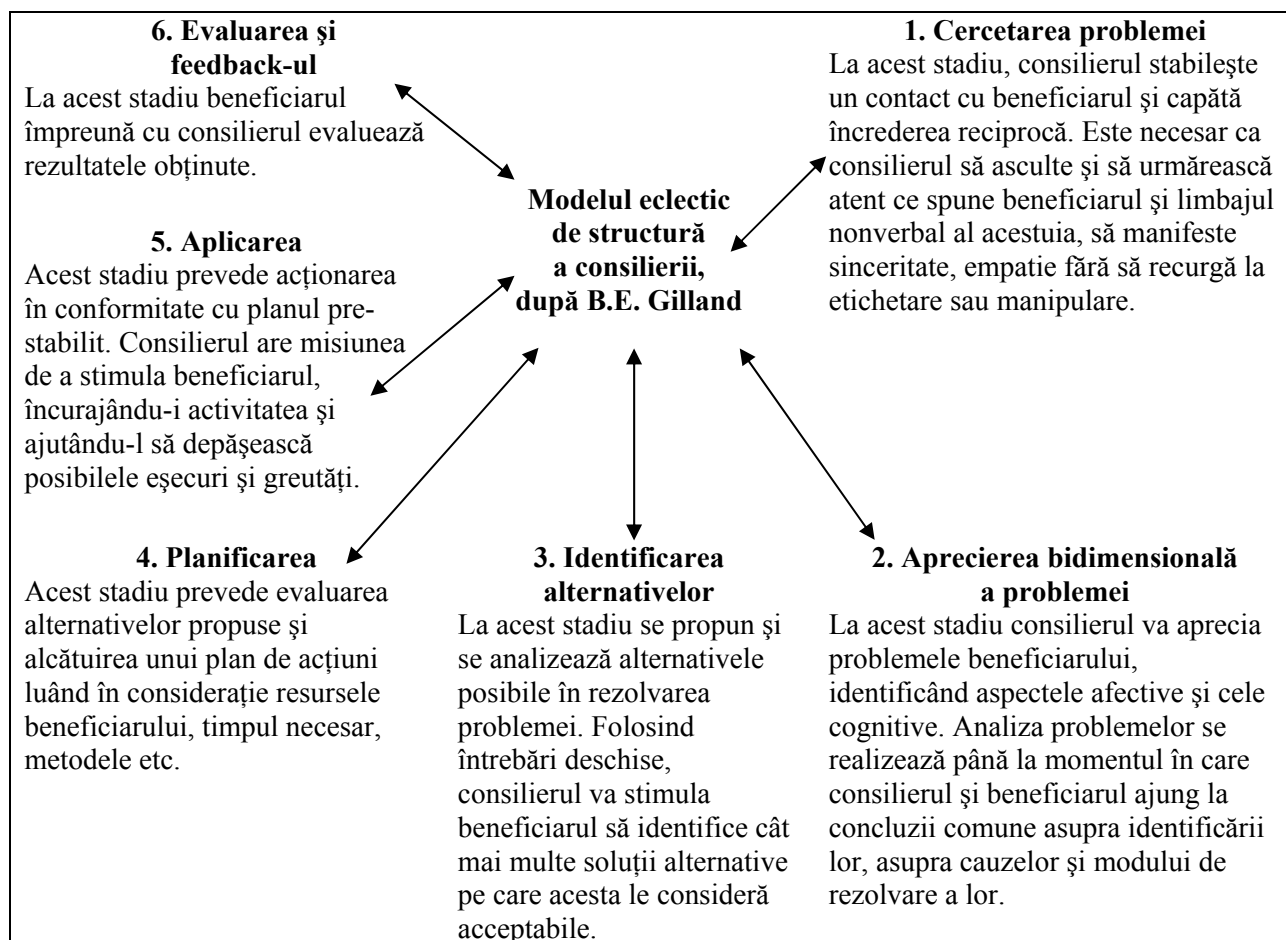 6. Evaluarea şi
feedback-ul
La acest stadiu beneficiarul
împreună cu consilierul evaluează
rezultatele obținute.
1. Cercetarea problemei
La acest stadiu, consilierul stabileşte
un contact cu beneficiarul şi capătă
încrederea reciprocă. Este necesar ca
consilierul să asculte şi să urmărească
atent ce spune beneficiarul şi limbajul
nonverbal al acestuia, să manifeste
sinceritate, empatie fără să recurgă la
etichetare sau manipulare.
Modelul eclectic
de structură
a consilierii,
după B.E. Gilland
5. Aplicarea
Acest stadiu prevede acționarea
în conformitate cu planul pre-
stabilit. Consilierul are misiunea
de a stimula beneficiarul,
încurajându-i activitatea şi
ajutându-l să depăşească
posibilele eşecuri şi greutăți.
4. Planificarea
Acest stadiu prevede evaluarea
alternativelor propuse şi
alcătuirea unui plan de acțiuni
luând în considerație resursele
beneficiarului, timpul necesar,
metodele etc.
3. Identificarea
alternativelor
La acest stadiu se propun şi
se analizează alternativele
posibile în rezolvarea
problemei. Folosind
întrebări deschise,
consilierul va stimula
beneficiarul să identifice cât
mai multe soluții alternative
pe care acesta le consideră
acceptabile.
2. Aprecierea bidimensională
a problemei
La acest stadiu consilierul va aprecia
problemele beneficiarului,
identificând aspectele afective şi cele
cognitive. Analiza problemelor se
realizează până la momentul în care
consilierul şi beneficiarul ajung la
concluzii comune asupra identificării
lor, asupra cauzelor şi modului de
rezolvare a lor.